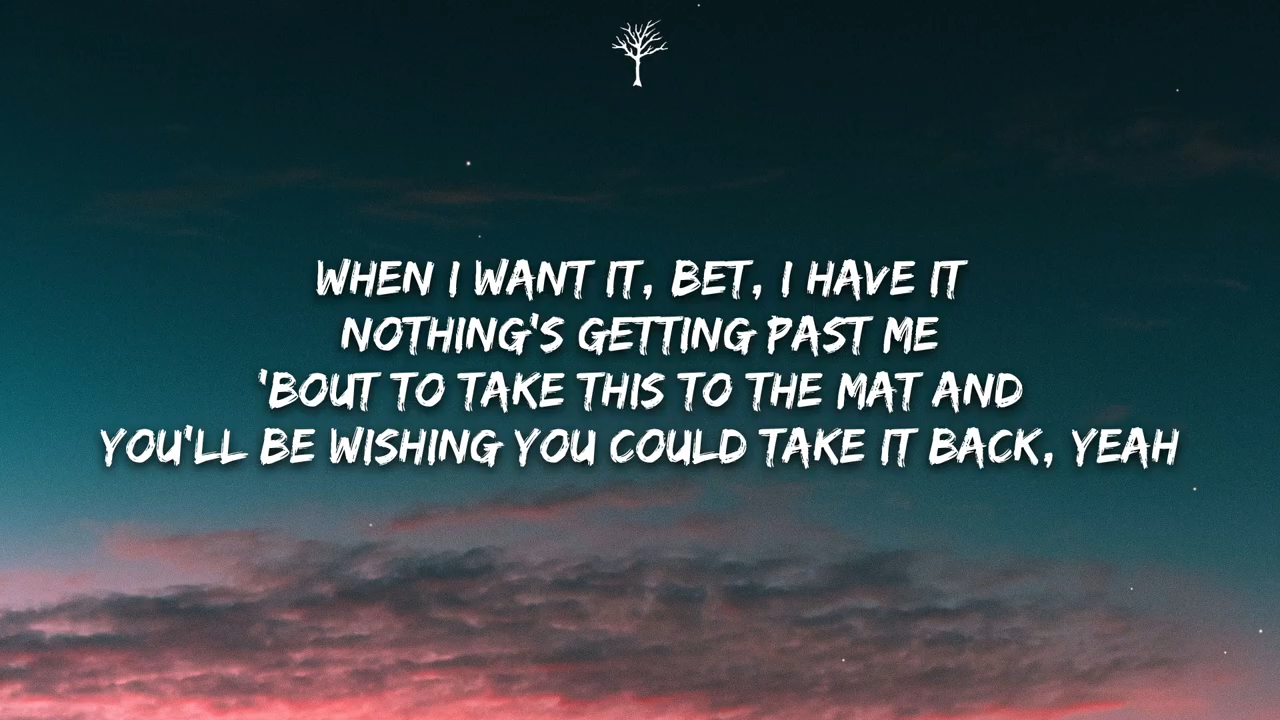 WHEN I WANT IT, BET, I HAVE IT
NOTHING'S GETTING PAST ME
'BOUT TO TAKE THIS TO THE MAT AND
YOU'LL BE WISHING YOU COULD TAKE IT BACK, YEAH